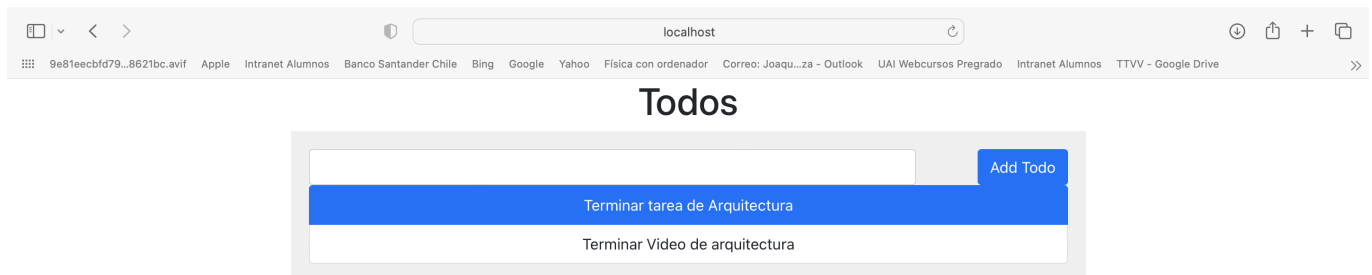 localhost
9e81eecbfd79...8621bc.avif Apple Intranet Alumnos Banco Santander Chile Bing Google Yahoo Física con ordenador Correo: Joaqu...za - Outlook UAI Webcursos Pregrado Intranet Alumnos TTVV - Google Drive
Todos
Add Todo
Terminar tarea de Arquitectura
Terminar Video de arquitectura